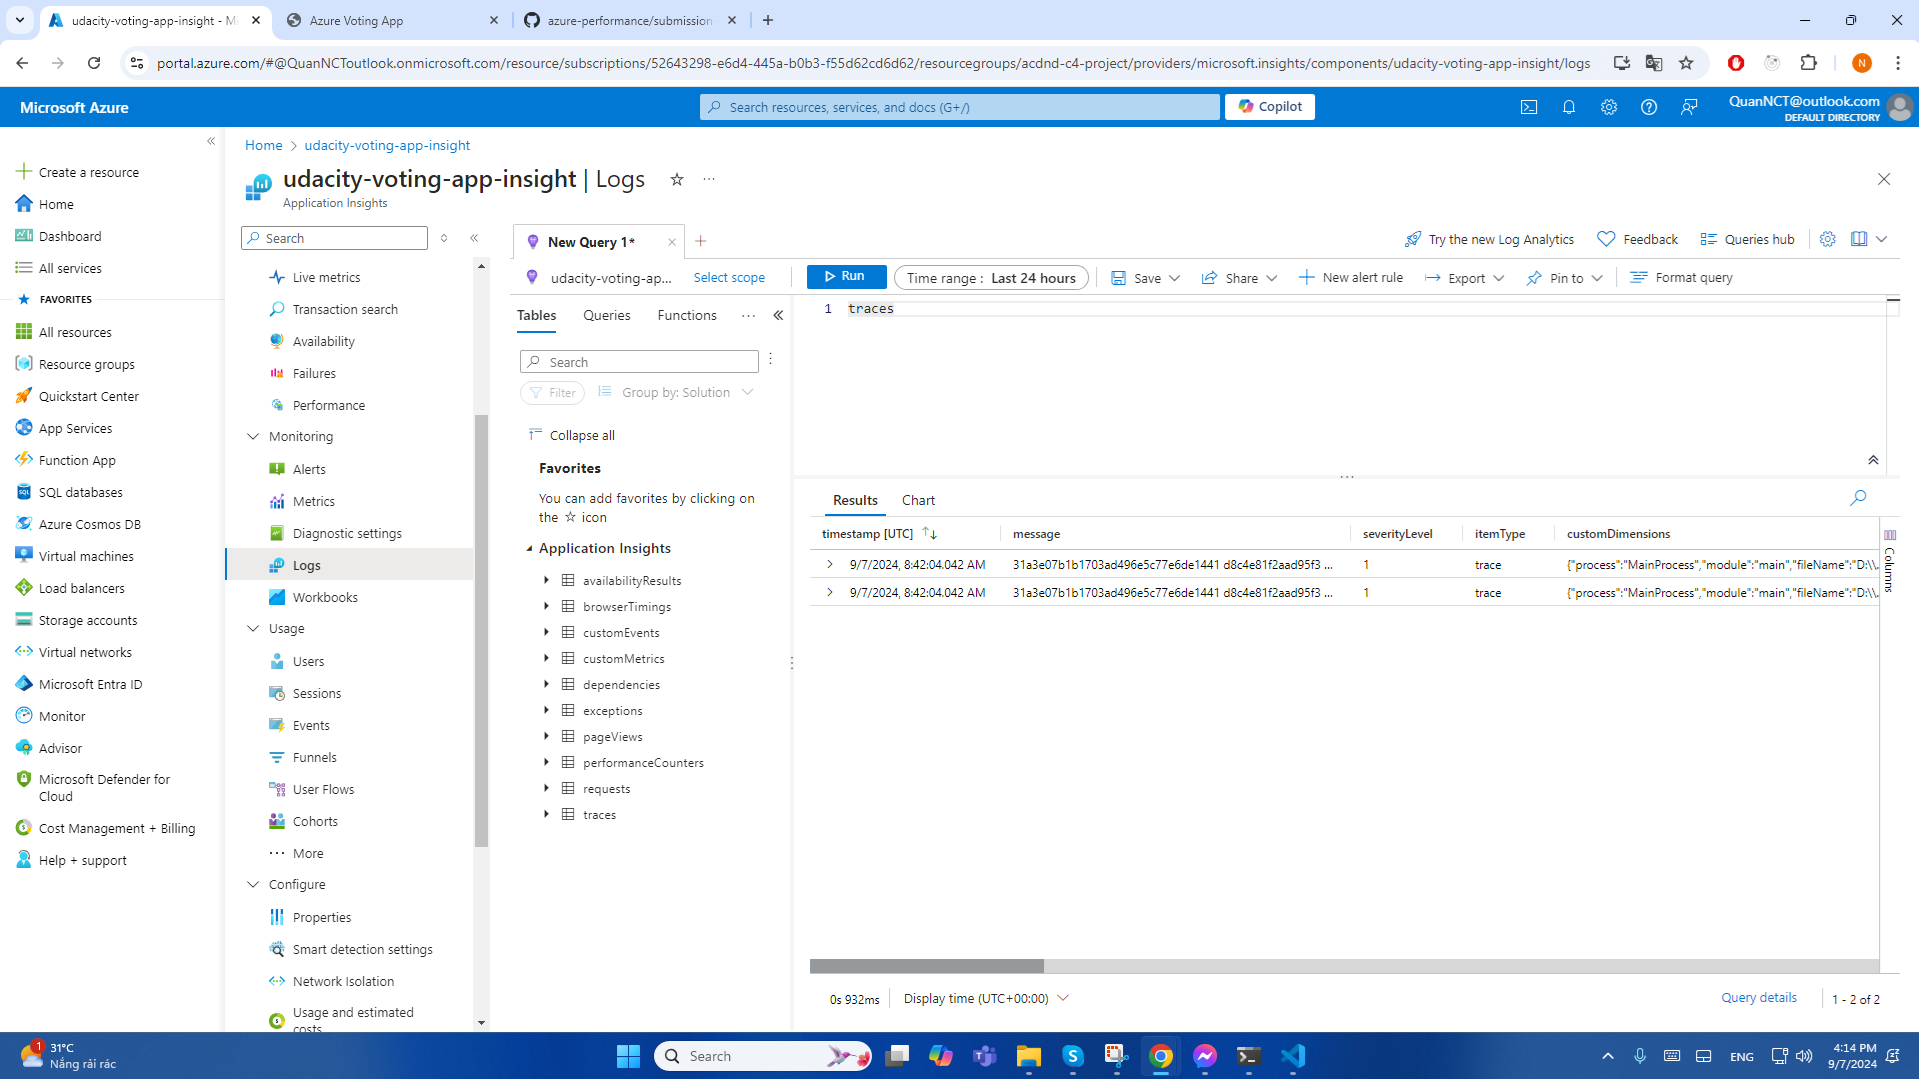 udacity-voting-app-insight - Mi
Azure Voting App
azure-performance/submission
portal.azure.com/#@QuanNCToutlook.onmicrosoft.com/resource/subscriptions/52643298-e6d4-445a-b0b3-f55d62cd6d62/resourcegroups/acdnd-c4-project/providers/microsoft.insights/components/udacity-voting-app-insight/logs
N
Microsoft Azure
Search resources, services, and docs (G+/)
Copilot
QuanNCT@outlook.com
DEFAULT DIRECTORY
Create a resource
Home
Dashboard
All services
FAVORITES
All resources
Resource groups
Quickstart Center
App Services
Function App
SQL databases
Azure Cosmos DB
Virtual machines
Load balancers
Storage accounts
Virtual networks
Microsoft Entra ID
Monitor
Advisor
Microsoft Defender for
Cloud
Cost Management + Billing
Help + support
Home > udacity-voting-app-insight
udacity-voting-app-insight | Logs
Application Insights
Search
Live metrics
Transaction search
Availability
Failures
Performance
Monitoring
Alerts
Metrics
Diagnostic settings
Logs
Workbooks
Usage
Users
Sessions
Events
Funnels
User Flows
Cohorts
More
Configure
Properties
Smart detection settings
Network Isolation
Usage and estimated
costs
New Query 1*
Try the new Log Analytics
Feedback
Queries hub
udacity-voting-ap...
Select scope
Run
Time range : Last 24 hours
Save
Share
New alert rule
Export
Pin to
Format query
Tables
Queries
Functions
Search
Filter
Group by: Solution
Collapse all
Favorites
You can add favorites by clicking on
the ☆ icon
Application Insights
availabilityResults
browserTimings
customEvents
customMetrics
dependencies
exceptions
pageViews
performanceCounters
requests
traces
1 traces
Results
Chart
timestamp [UTC] message severityLevel itemType customDimensions
9/7/2024, 8:42:04.042 AM 31a3e07b1b1703ad496e5c77e6de1441 d8c4e81f2aad95f3 ... 1 trace {"process":"MainProcess","module":"main","fileName":"D:\\...
9/7/2024, 8:42:04.042 AM 31a3e07b1b1703ad496e5c77e6de1441 d8c4e81f2aad95f3 ... 1 trace {"process":"MainProcess","module":"main","fileName":"D:\\...
Columns
0s 932ms
Display time (UTC+00:00)
Query details
1 - 2 of 2
1
31°C
Nắng rải rác
Search
ENG
4:14 PM
9/7/2024